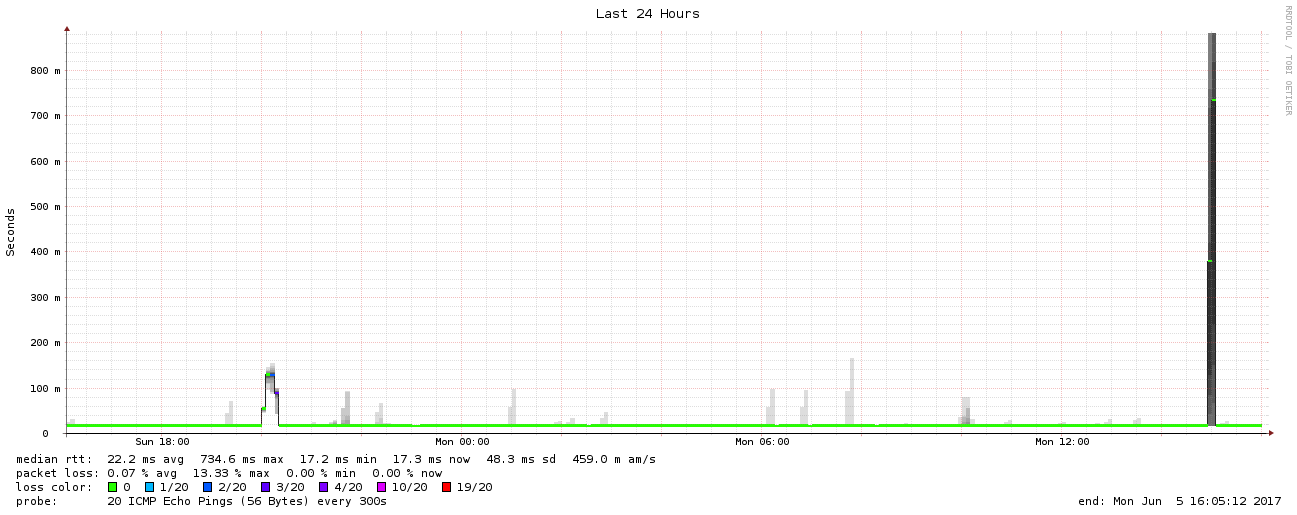 Last 24 Hours
RRDTOOL / TOBI OETIKER
Seconds
800 m
700 m
600 m
500 m
400 m
300 m
200 m
100 m
0
Sun 18:00 Mon 00:00 Mon 06:00 Mon 12:00
median rtt: 22.2 ms avg 734.6 ms max 17.2 ms min 17.3 ms now 48.3 ms sd 459.0 m am/s
packet loss: 0.07 % avg 13.33 % max 0.00 % min 0.00 % now
loss color: 0 1/20 2/20 3/20 4/20 10/20 19/20
probe: 20 ICMP Echo Pings (56 Bytes) every 300s end: Mon Jun 5 16:05:12 2017